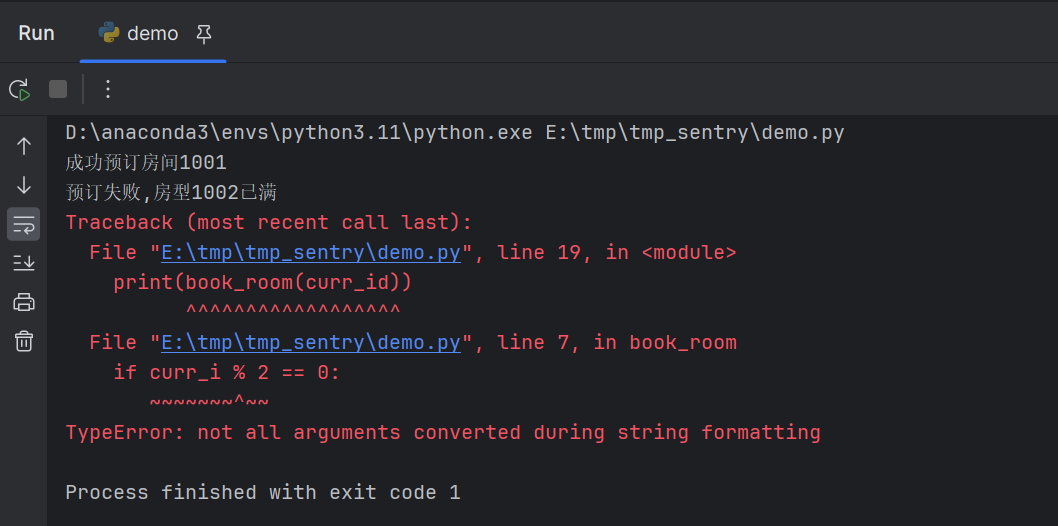 Run demo
D:\anaconda3\envs\python3.11\python.exe E:\tmp\tmp_sentry\demo.py
成功预订房间1001
预订失败,房型1002已满
Traceback (most recent call last):
  File "E:\tmp\tmp_sentry\demo.py", line 19, in <module>
    print(book_room(curr_id))
          ^^^^^^^^^^^^^^^^^^
  File "E:\tmp\tmp_sentry\demo.py", line 7, in book_room
    if curr_i % 2 == 0:
       ~~~~~~~^~~
TypeError: not all arguments converted during string formatting
Process finished with exit code 1